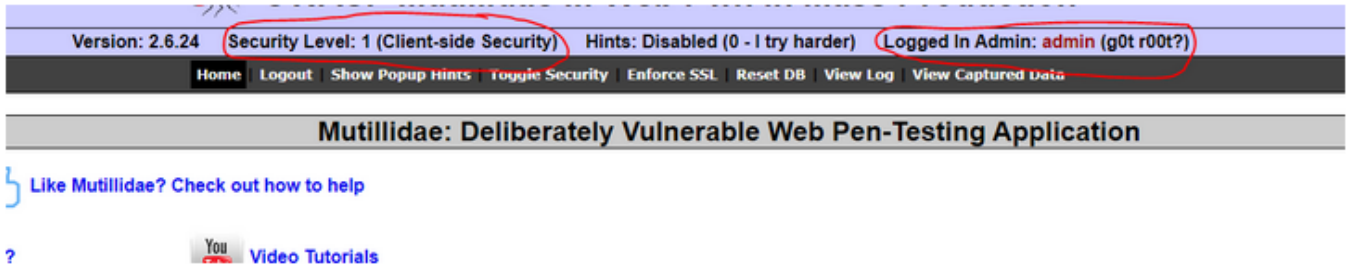 Version: 2.6.24 Security Level: 1 (Client-side Security) Hints: Disabled (0 - I try harder) Logged In Admin: admin (g0t r00t?)
Home Logout Show Popup Hints Toggle Security Enforce SSL Reset DB View Log View Captured Data
Mutillidae: Deliberately Vulnerable Web Pen-Testing Application
Like Mutillidae? Check out how to help
? You Video Tutorials